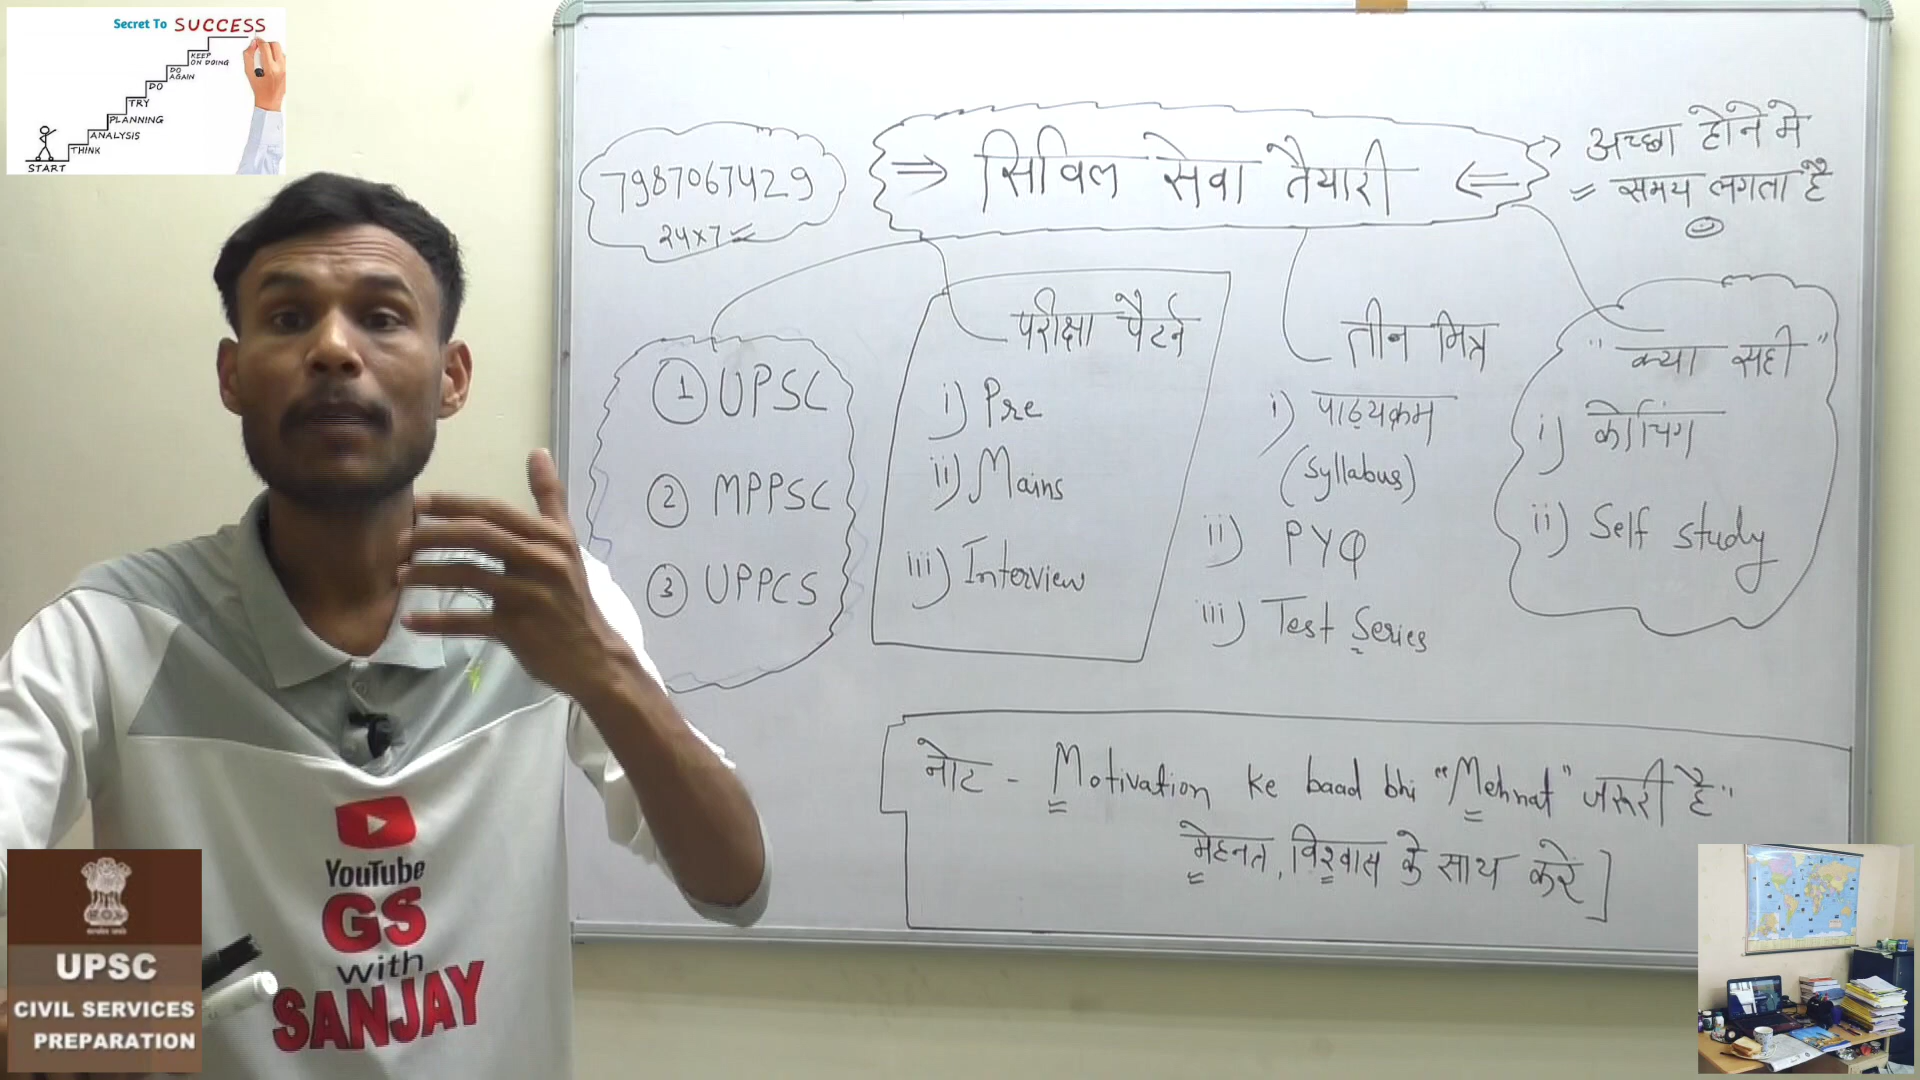 Secret To SUCCESS
KEEP
ON DOING
DO
AGAIN
DO
TRY
PLANNING
ANALYSIS
THINK
START
7987067429
24x7
⇒ सिविल सेवा तैयारी ⇐
अच्छा होने मे
= समय लगता है
① UPSC
② MPPSC
③ UPPCS
परीक्षा पैटर्न
i) Pre
ii) Mains
iii) Interview
तीन मित्र
i) पाठ्यक्रम
(Syllabus)
ii) PYQ
iii) Test Series
"क्या सही"
i) कोचिंग
ii) Self study
नोट - Motivation ke baad bhi "Mehnat" जरूरी है"
मेहनत, विश्वास के साथ करें]
YouTube
GS
with
SANJAY
UPSC
CIVIL SERVICES
PREPARATION